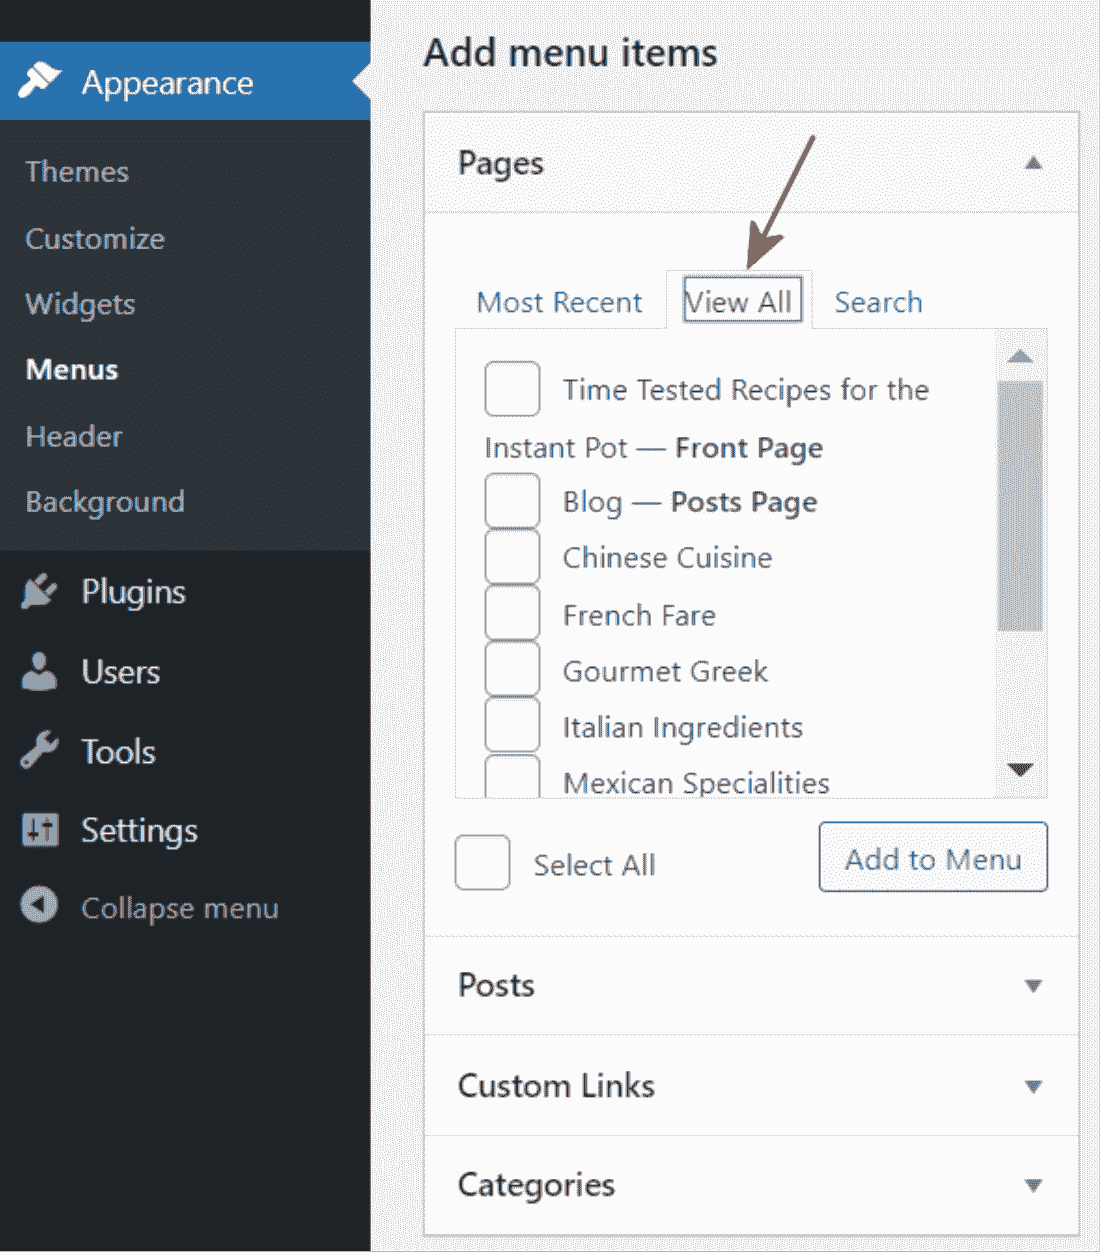 Appearance
Themes
Customize
Widgets
Menus
Header
Background
Plugins
Users
Tools
Settings
Collapse menu
Add menu items
Pages
Most Recent View All Search
Time Tested Recipes for the
Instant Pot — Front Page
Blog — Posts Page
Chinese Cuisine
French Fare
Gourmet Greek
Italian Ingredients
Mexican Specialities
Select All Add to Menu
Posts
Custom Links
Categories